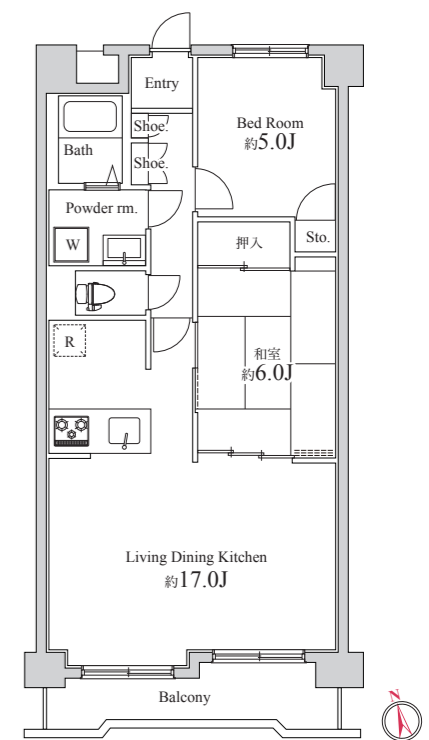 Entry
Shoe.
Shoe.
Bath
Bed Room
約5.0J
Powder rm.
W
押入
Sto.
R
和室
約6.0J
Living Dining Kitchen
約17.0J
Balcony
N